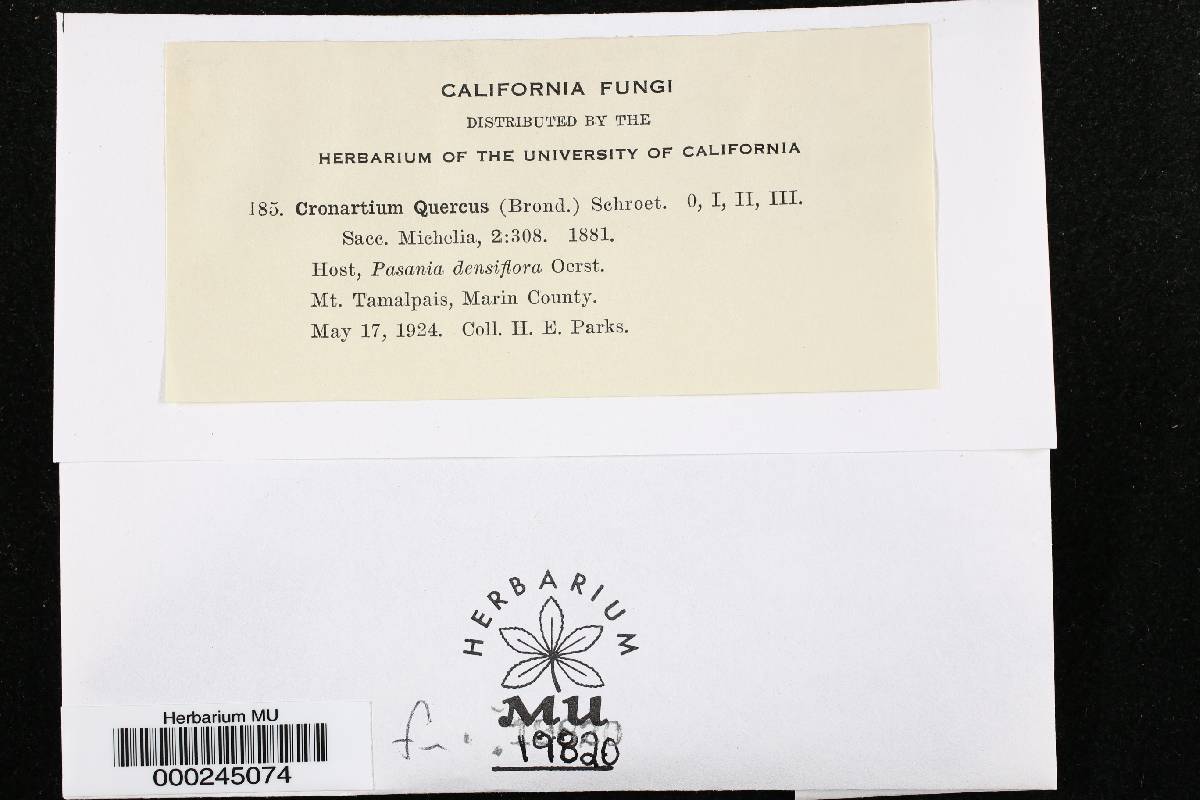 CALIFORNIA FUNGI
DISTRIBUTED BY THE
HERBARIUM OF THE UNIVERSITY OF CALIFORNIA
185. Cronartium Quercus (Brond.) Schroet. 0, I, II, III.
Sacc. Michelia, 2:308. 1881.
Host, Pasania densiflora Oerst.
Mt. Tamalpais, Marin County.
May 17, 1924. Coll. H. E. Parks.
HERBARIUM
MU
19820
Herbarium MU
000245074